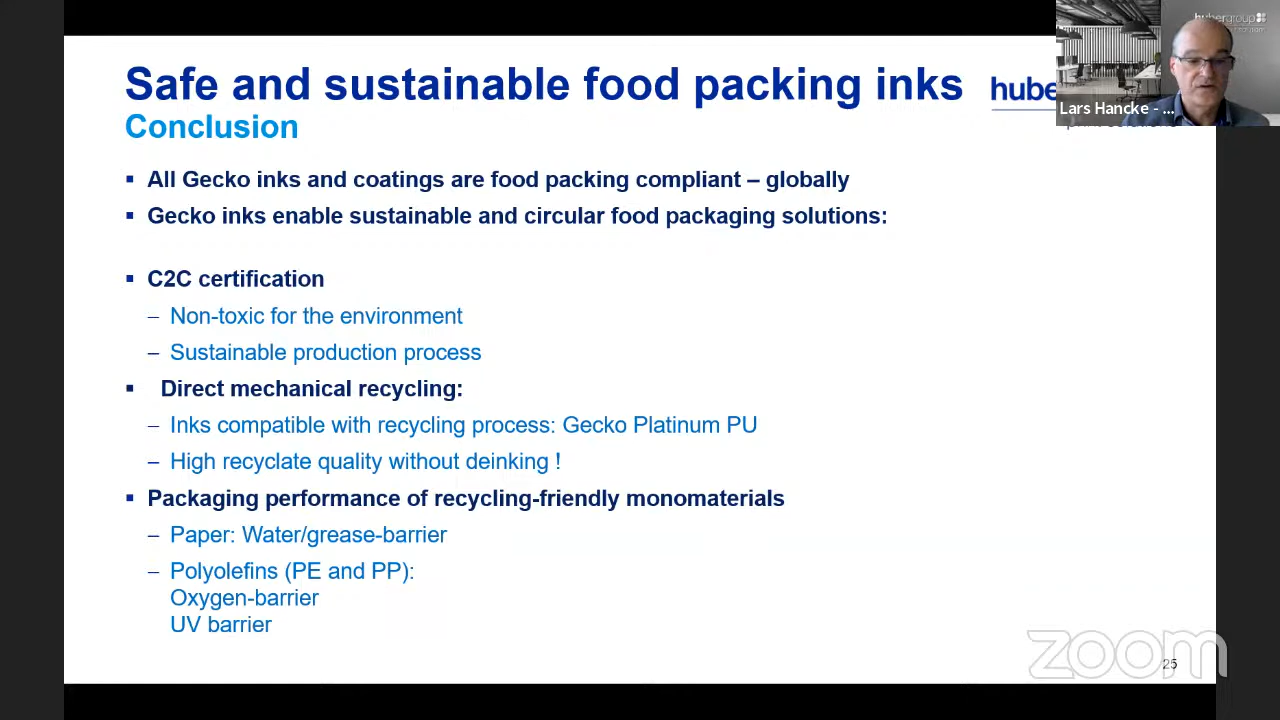 Safe and sustainable food packing inks
Conclusion
hube
hubergroup
Lars Hancke - ...
print solutions
▪ All Gecko inks and coatings are food packing compliant – globally
▪ Gecko inks enable sustainable and circular food packaging solutions:
▪ C2C certification
– Non-toxic for the environment
– Sustainable production process
▪ Direct mechanical recycling:
– Inks compatible with recycling process: Gecko Platinum PU
– High recyclate quality without deinking !
▪ Packaging performance of recycling-friendly monomaterials
– Paper: Water/grease-barrier
– Polyolefins (PE and PP):
Oxygen-barrier
UV barrier
zoom
25